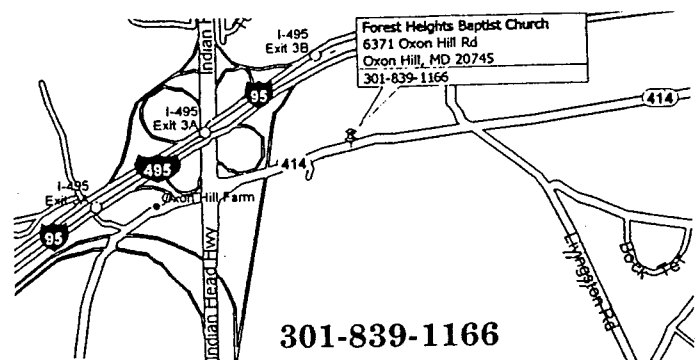 I-495
Exit 3B
Indian
Forest Heights Baptist Church
6371 Oxon Hill Rd
Oxon Hill, MD 20745
301-839-1166
95
414
I-495
Exit 3A
495
414
I-495
Exit
Oxon Hill Farm
95
Indian Head Hwy
Livingston Rd
Bock Ter
301-839-1166